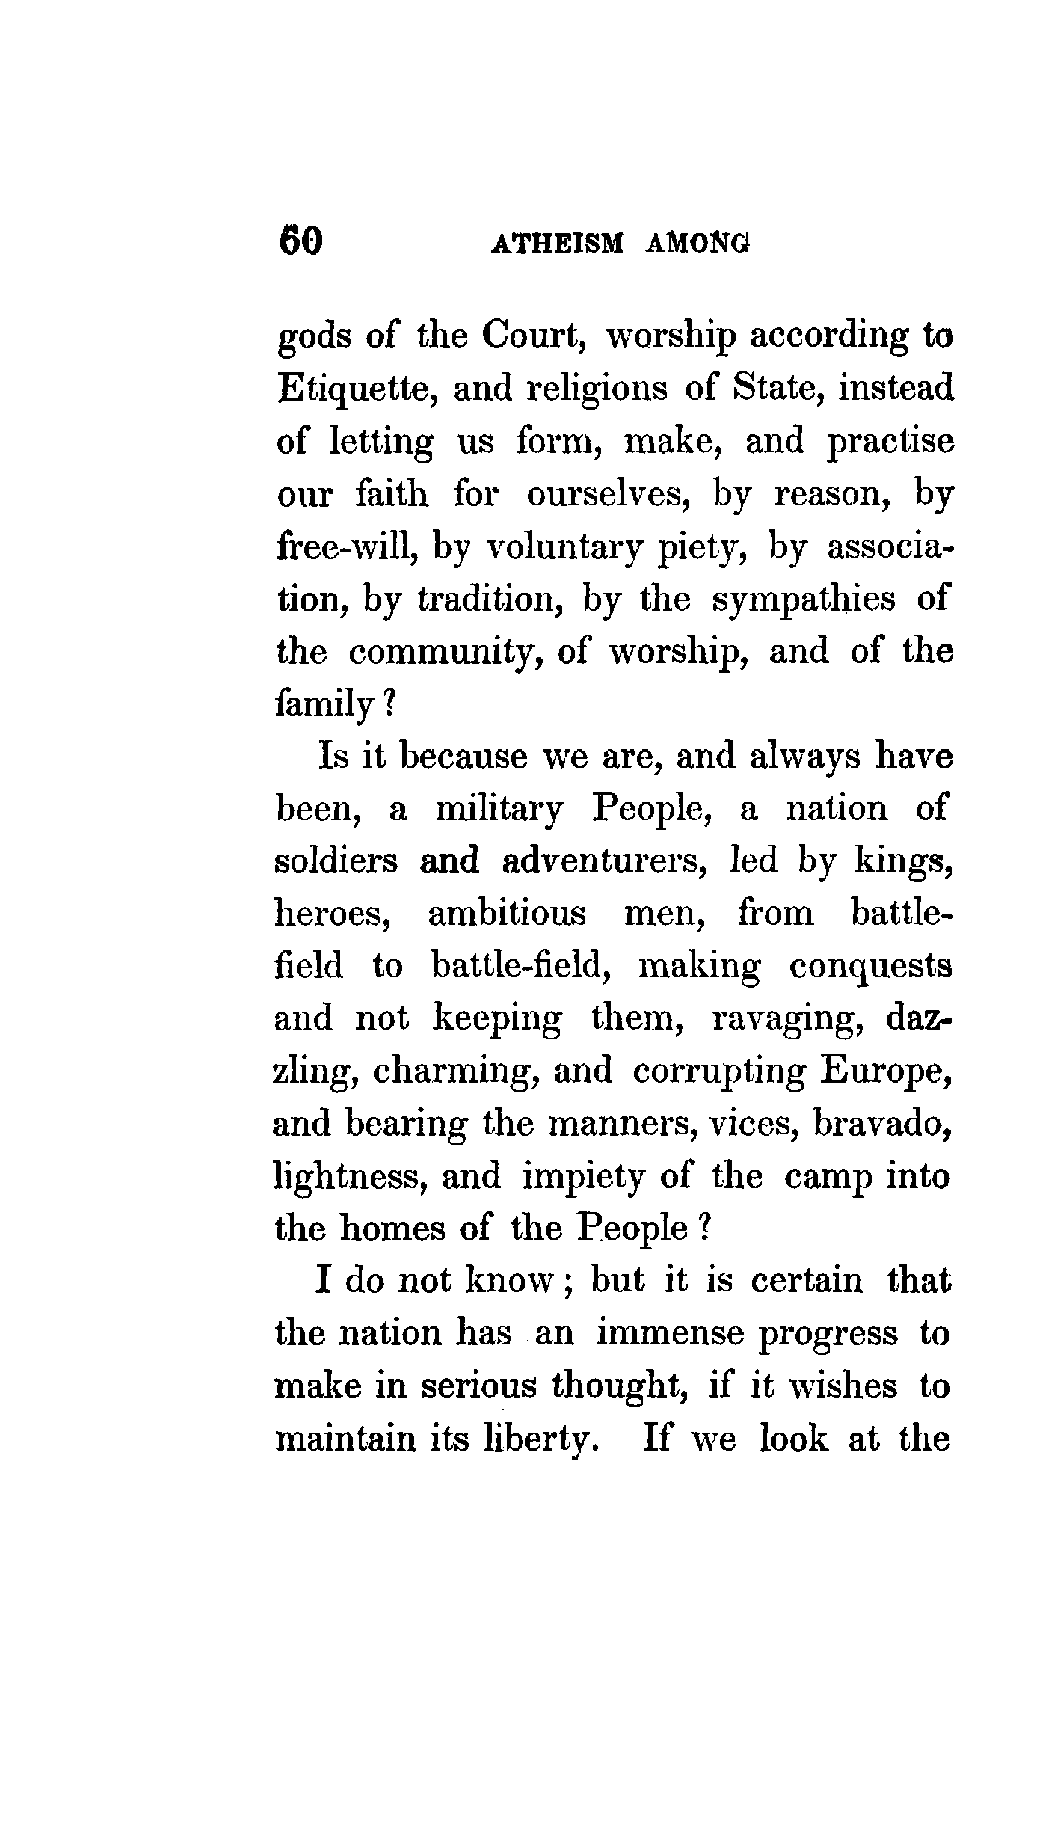 60 ATHEISM AMONG
gods of the Court, worship according to
Etiquette, and religions of State, instead
of letting us form, make, and practise
our faith for ourselves, by reason, by
free-will, by voluntary piety, by associa-
tion, by tradition, by the sympathies of
the community, of worship, and of the
family?
Is it because we are, and always have
been, a military People, a nation of
soldiers and adventurers, led by kings,
heroes, ambitious men, from battle-
field to battle-field, making conquests
and not keeping them, ravaging, daz-
zling, charming, and corrupting Europe,
and bearing the manners, vices, bravado,
lightness, and impiety of the camp into
the homes of the People?
I do not know; but it is certain that
the nation has an immense progress to
make in serious thought, if it wishes to
maintain its liberty. If we look at the